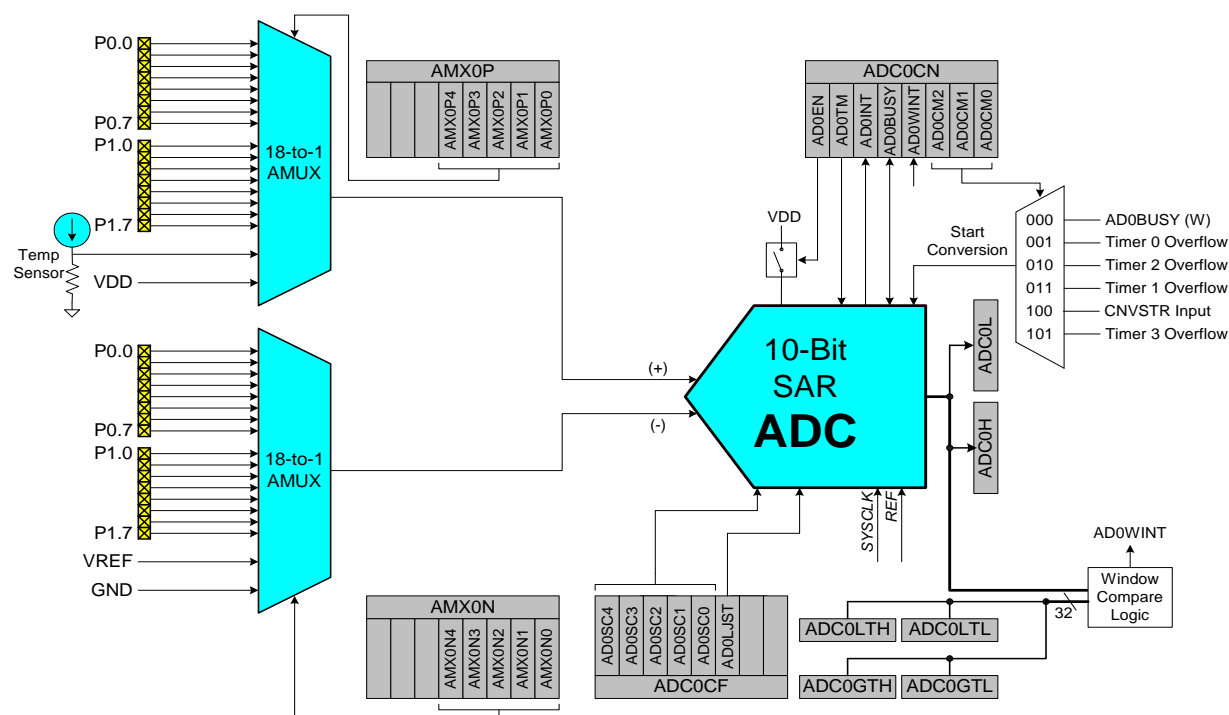 P0.0
P0.7
P1.0
P1.7
18-to-1
AMUX
Temp
Sensor
VDD
AMX0P
AMX0P4
AMX0P3
AMX0P2
AMX0P1
AMX0P0
ADC0CN
AD0EN
AD0TM
AD0INT
AD0BUSY
AD0WINT
AD0CM2
AD0CM1
AD0CM0
VDD
Start
Conversion
000 AD0BUSY (W)
001 Timer 0 Overflow
010 Timer 2 Overflow
011 Timer 1 Overflow
100 CNVSTR Input
101 Timer 3 Overflow
P0.0
P0.7
P1.0
P1.7
18-to-1
AMUX
VREF
GND
(+)
(-)
10-Bit
SAR
ADC
ADC0L
ADC0H
SYSCLK
REF
AD0WINT
Window
Compare
Logic
32
AMX0N
AMX0N4
AMX0N3
AMX0N2
AMX0N1
AMX0N0
AD0SC4
AD0SC3
AD0SC2
AD0SC1
AD0SC0
AD0LJST
ADC0CF
ADC0LTH
ADC0LTL
ADC0GTH
ADC0GTL